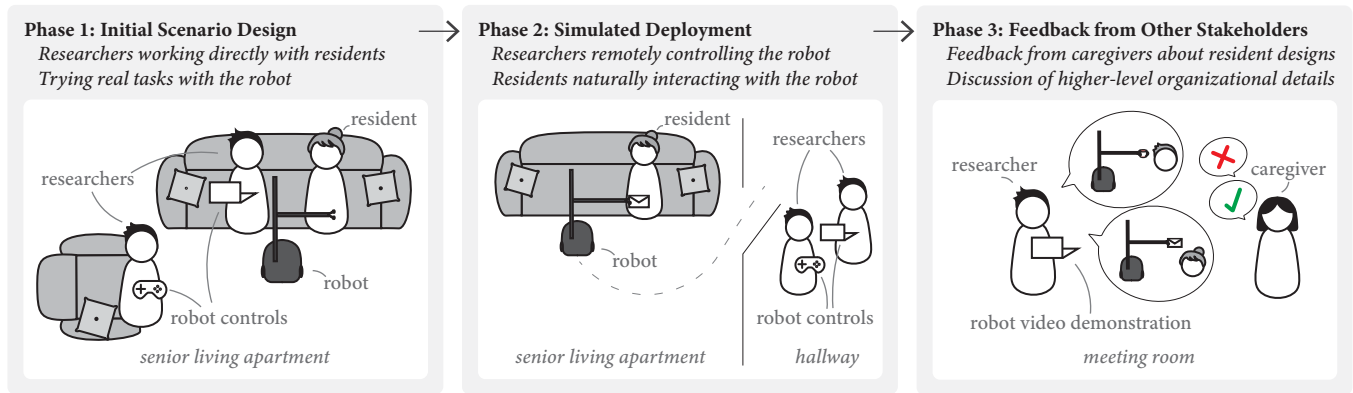 Phase 1: Initial Scenario Design
Researchers working directly with residents
Trying real tasks with the robot
resident
researchers
robot
robot controls
senior living apartment
Phase 2: Simulated Deployment
Researchers remotely controlling the robot
Residents naturally interacting with the robot
resident
researchers
robot
robot controls
senior living apartment
hallway
Phase 3: Feedback from Other Stakeholders
Feedback from caregivers about resident designs
Discussion of higher-level organizational details
researcher
caregiver
robot video demonstration
meeting room